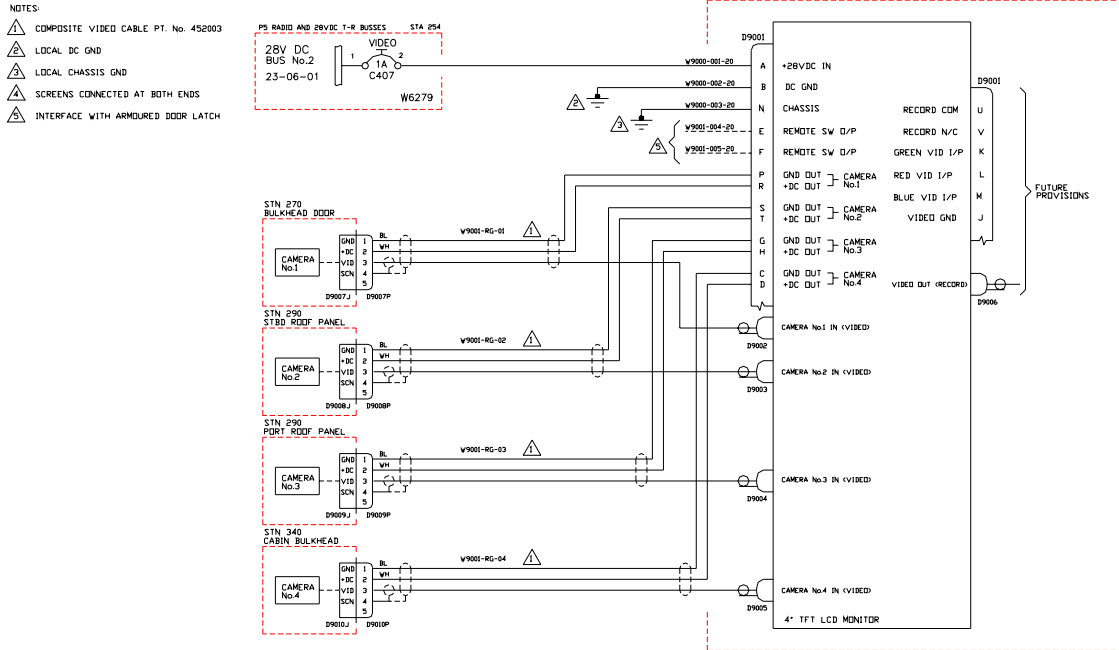 NOTES:
1 COMPOSITE VIDEO CABLE PT. No. 452003
2 LOCAL DC GND
3 LOCAL CHASSIS GND
4 SCREENS CONNECTED AT BOTH ENDS
5 INTERFACE WITH ARMOURED DOOR LATCH
P5 RADIO AND 28VDC T-R BUSSES STA 254
28V DC
BUS No.2
23-06-01
VIDEO
1 2
1A
C407
W6279
W9000-001-20
W9000-002-20
2
W9000-003-20
3
W9001-004-20
5
W9001-005-20
D9001
A +28VDC IN
B DC GND
N CHASSIS
E REMOTE SW O/P
F REMOTE SW O/P
P GND OUT
R +DC OUT
CAMERA
No.1
S GND OUT
T +DC OUT
CAMERA
No.2
G GND OUT
H +DC OUT
CAMERA
No.3
C GND OUT
D +DC OUT
CAMERA
No.4
D9001
RECORD COM U
RECORD N/C V
GREEN VID I/P K
RED VID I/P L
BLUE VID I/P M
VIDEO GND J
VIDEO OUT (RECORD)
D9006
FUTURE
PROVISIONS
CAMERA No.1 IN (VIDEO)
D9002
CAMERA No.2 IN (VIDEO)
D9003
CAMERA No.3 IN (VIDEO)
D9004
CAMERA No.4 IN (VIDEO)
D9005
4" TFT LCD MONITOR
STN 270
BULKHEAD DOOR
CAMERA
No.1
GND 1 BL
+DC 2 WH
VID 3
SCN 4
5
D9007J D9007P
W9001-RG-01
1
STN 290
STBD ROOF PANEL
CAMERA
No.2
GND 1 BL
+DC 2 WH
VID 3
SCN 4
5
D9008J D9008P
W9001-RG-02
1
STN 290
PORT ROOF PANEL
CAMERA
No.3
GND 1 BL
+DC 2 WH
VID 3
SCN 4
5
D9009J D9009P
W9001-RG-03
1
STN 340
CABIN BULKHEAD
CAMERA
No.4
GND 1 BL
+DC 2 WH
VID 3
SCN 4
5
D9010J D9010P
W9001-RG-04
1